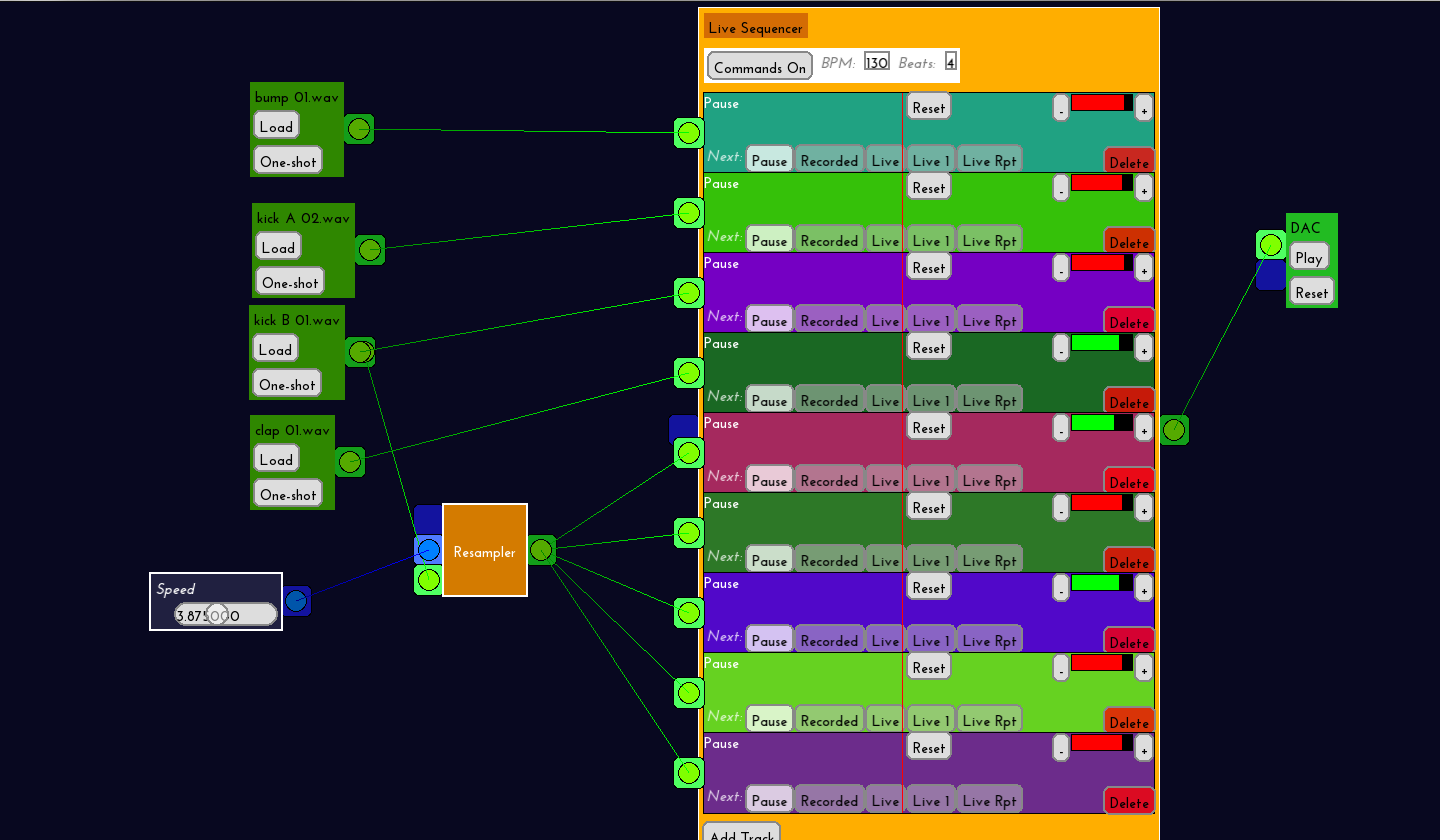 Live Sequencer
Commands On BPM: 130 Beats: 4
bump 01.wav
Load
One-shot
kick A 02.wav
Load
One-shot
kick B 01.wav
Load
One-shot
clap 01.wav
Load
One-shot
Speed
3.875000
Resampler
Pause Reset - +
Next: Pause Recorded Live Live 1 Live Rpt Delete
Pause Reset - +
Next: Pause Recorded Live Live 1 Live Rpt Delete
Pause Reset - +
Next: Pause Recorded Live Live 1 Live Rpt Delete
Pause Reset - +
Next: Pause Recorded Live Live 1 Live Rpt Delete
Pause Reset - +
Next: Pause Recorded Live Live 1 Live Rpt Delete
Pause Reset - +
Next: Pause Recorded Live Live 1 Live Rpt Delete
Pause Reset - +
Next: Pause Recorded Live Live 1 Live Rpt Delete
Pause Reset - +
Next: Pause Recorded Live Live 1 Live Rpt Delete
Pause Reset - +
Next: Pause Recorded Live Live 1 Live Rpt Delete
Add Track
DAC
Play
Reset